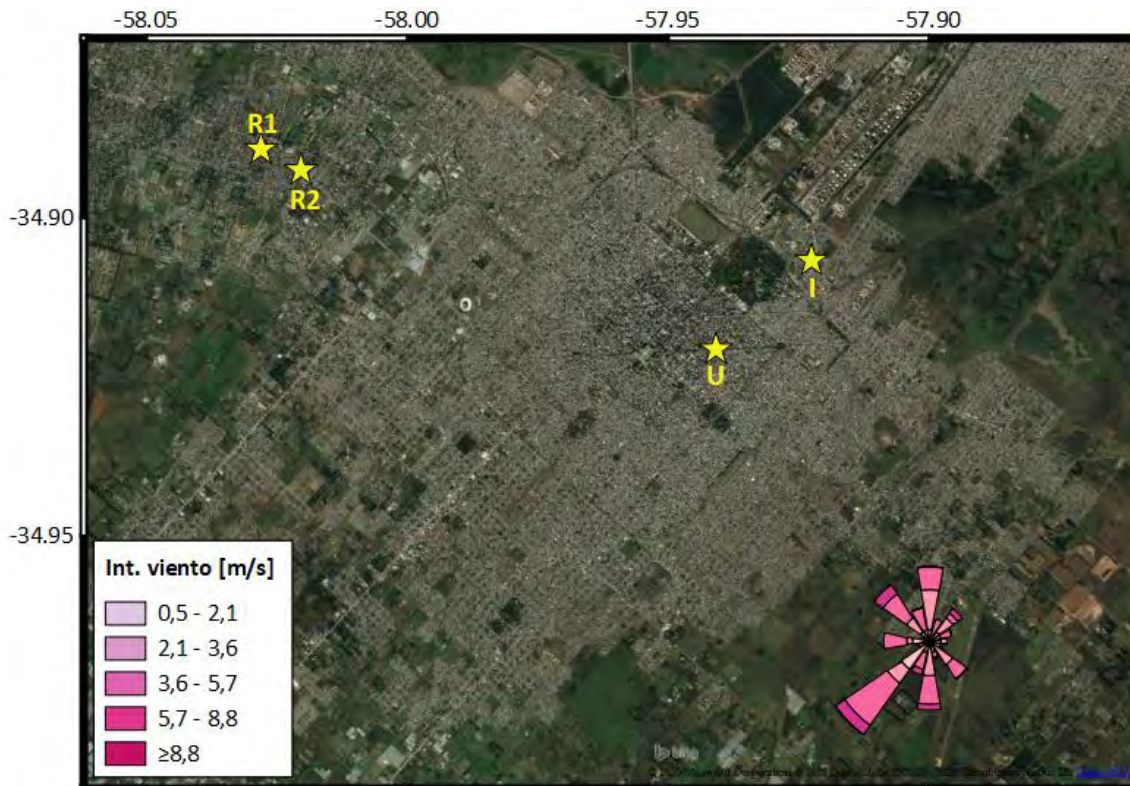 -58.05 -58.00 -57.95 -57.90
R1
R2
-34.90
I
U
-34.95
Int. viento [m/s]
0,5 - 2,1
2,1 - 3,6
3,6 - 5,7
5,7 - 8,8
≥8,8